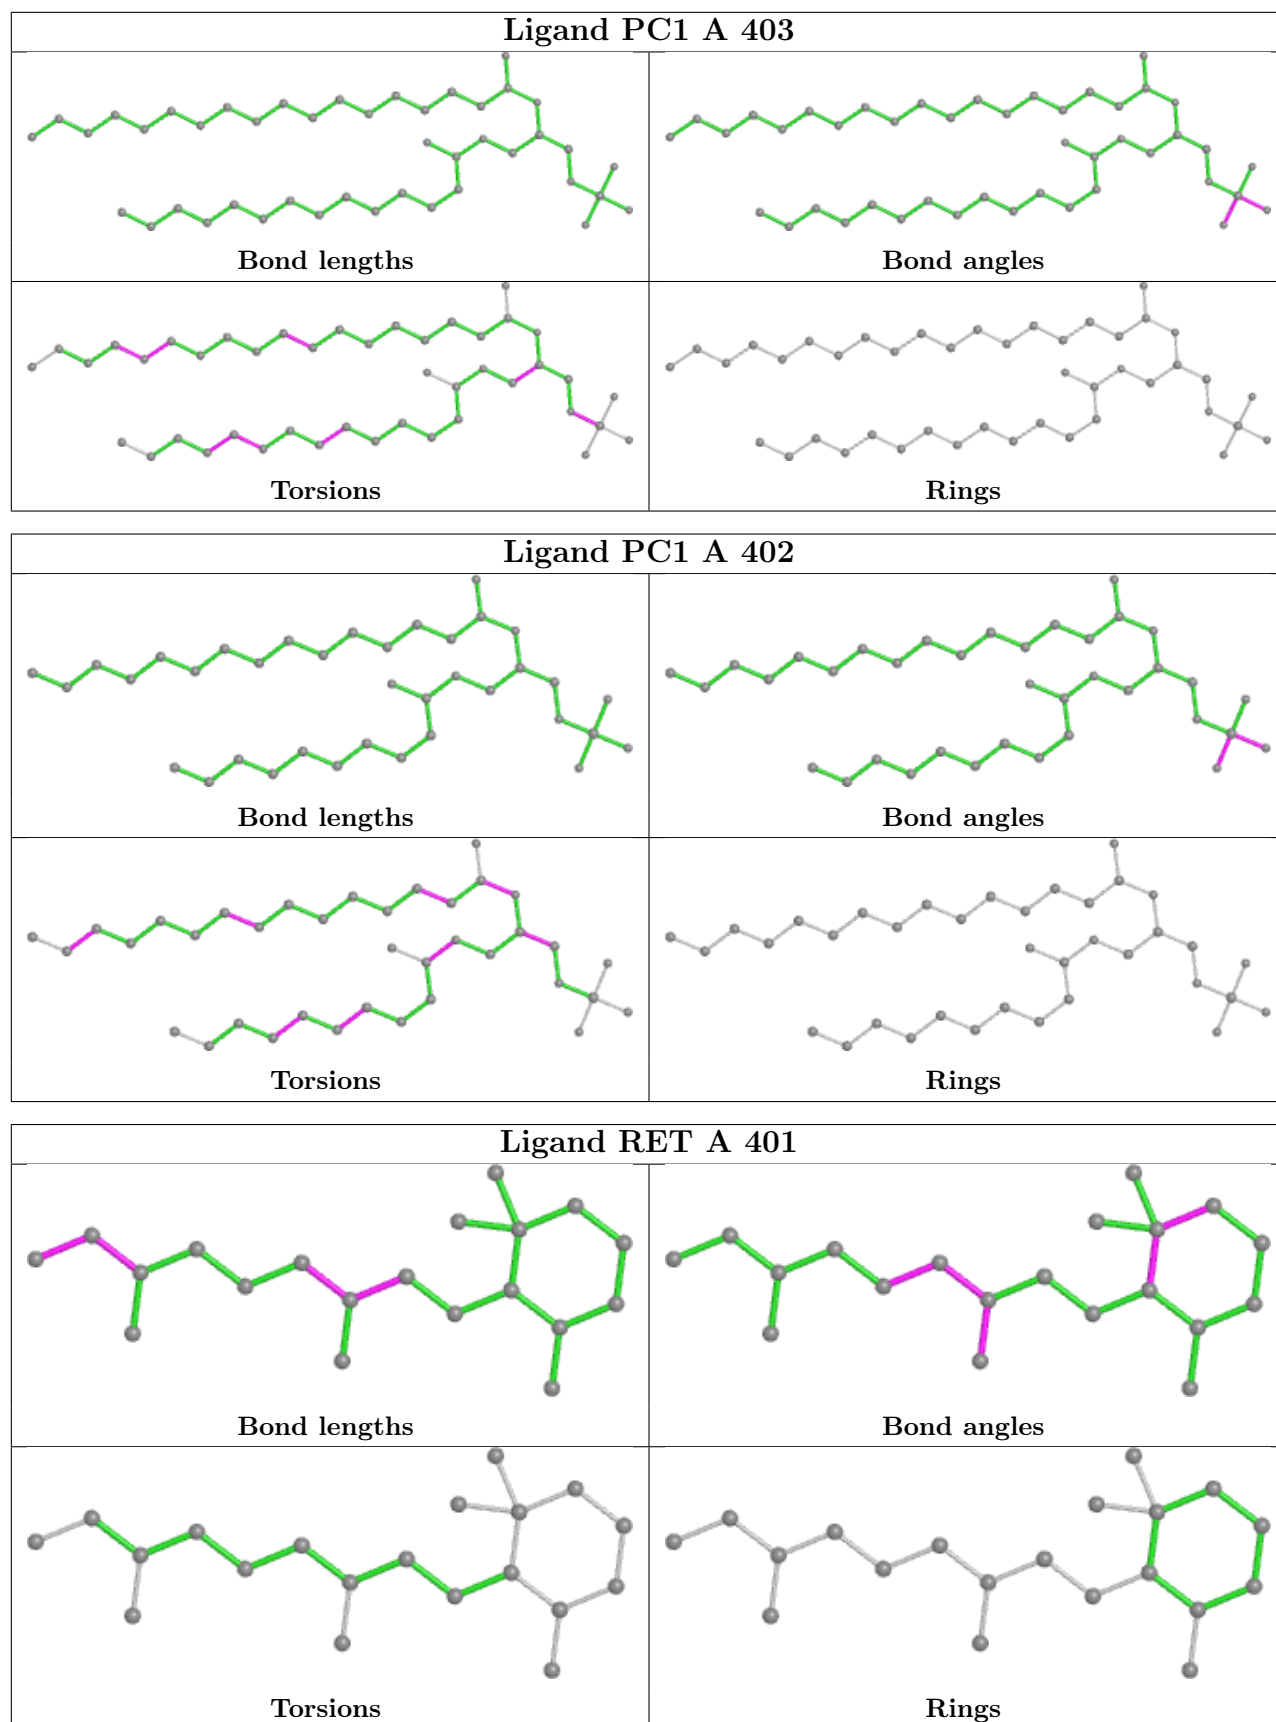 Ligand PC1 A 403
Bond lengths
Bond angles
Torsions
Rings
Ligand PC1 A 402
Bond lengths
Bond angles
Torsions
Rings
Ligand RET A 401
Bond lengths
Bond angles
Torsions
Rings